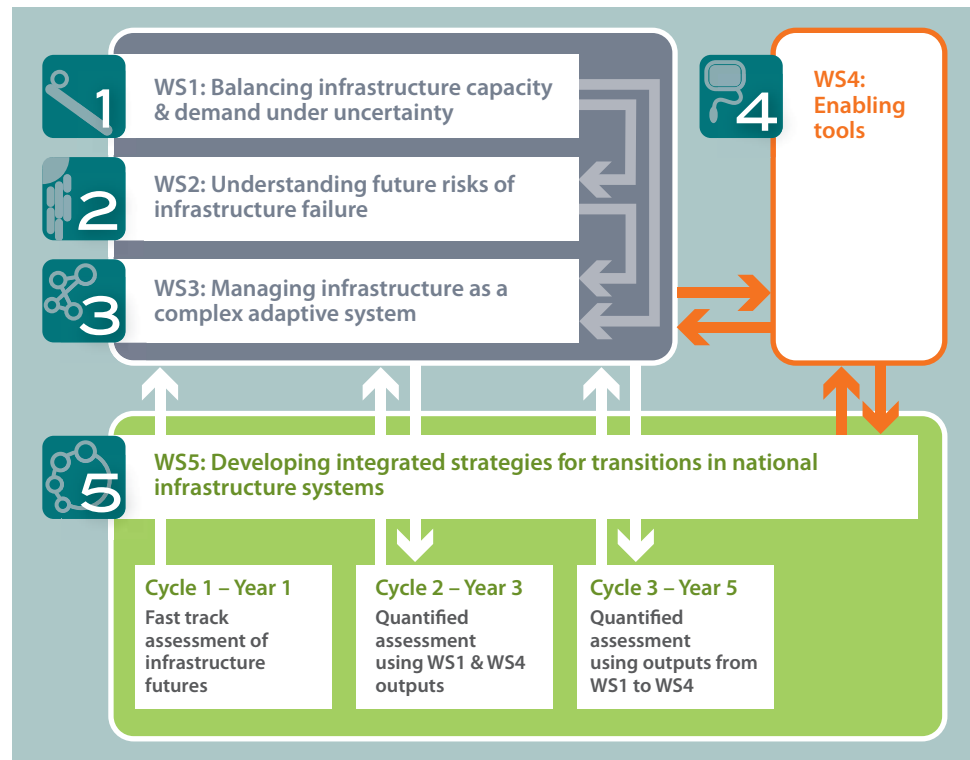 1
WS1: Balancing infrastructure capacity
& demand under uncertainty
2
WS2: Understanding future risks of
infrastructure failure
3
WS3: Managing infrastructure as a
complex adaptive system
4
WS4:
Enabling
tools
5
WS5: Developing integrated strategies for transitions in national
infrastructure systems
Cycle 1 – Year 1
Fast track
assessment of
infrastructure
futures
Cycle 2 – Year 3
Quantified
assessment
using WS1 & WS4
outputs
Cycle 3 – Year 5
Quantified
assessment
using outputs from
WS1 to WS4